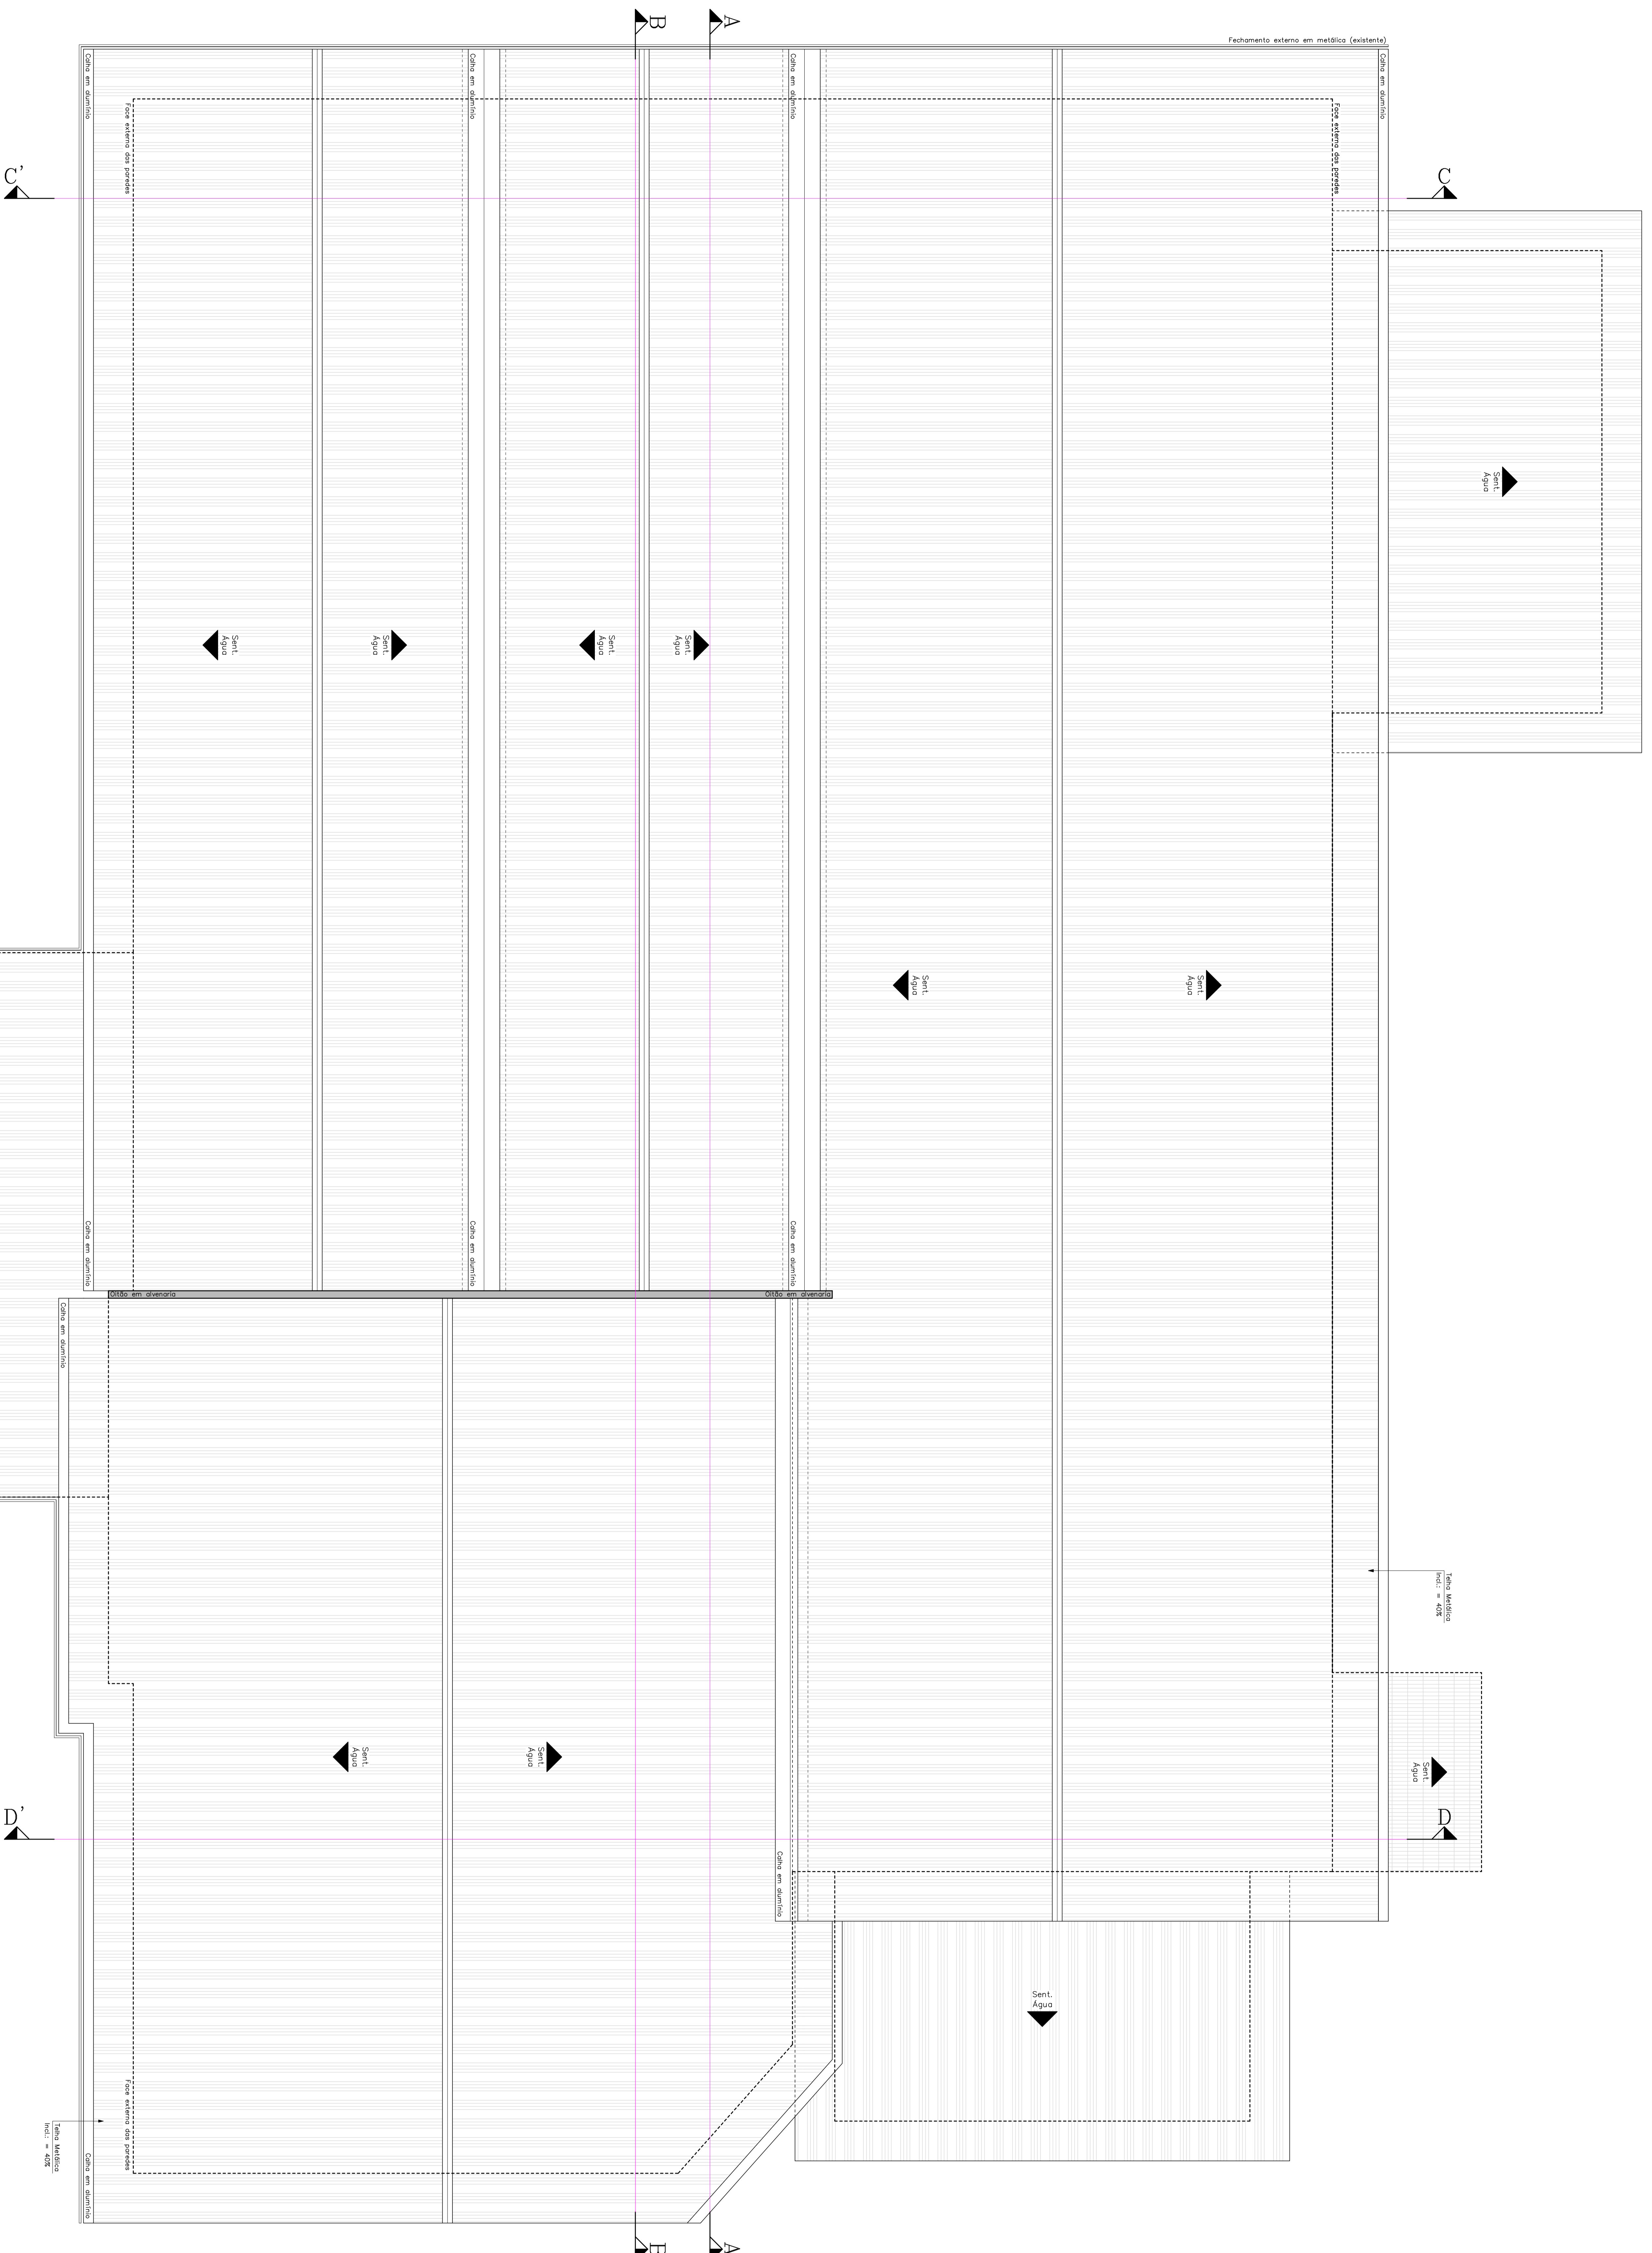 B
A
Fechamento externo em metálica (existente)
Calha em alumínio
Calha em alumínio
Calha em alumínio
Calha em alumínio
Face externa das paredes
Face externa das paredes
C'
C
Sent.
Água
Sent.
Água
Sent.
Água
Sent.
Água
Sent.
Água
Sent.
Água
Sent.
Água
Calha em alumínio
Calha em alumínio
Calha em alumínio
Oitão em alvenaria
Oitão em alvenaria
Calha em alumínio
Telha Metálica
Incl.: = 40%
Sent.
Água
Sent.
Água
Sent.
Água
D'
D
Calha em alumínio
Sent.
Água
Face externa das paredes
Telha Metálica
Incl.: = 40%
Calha em alumínio
B
A